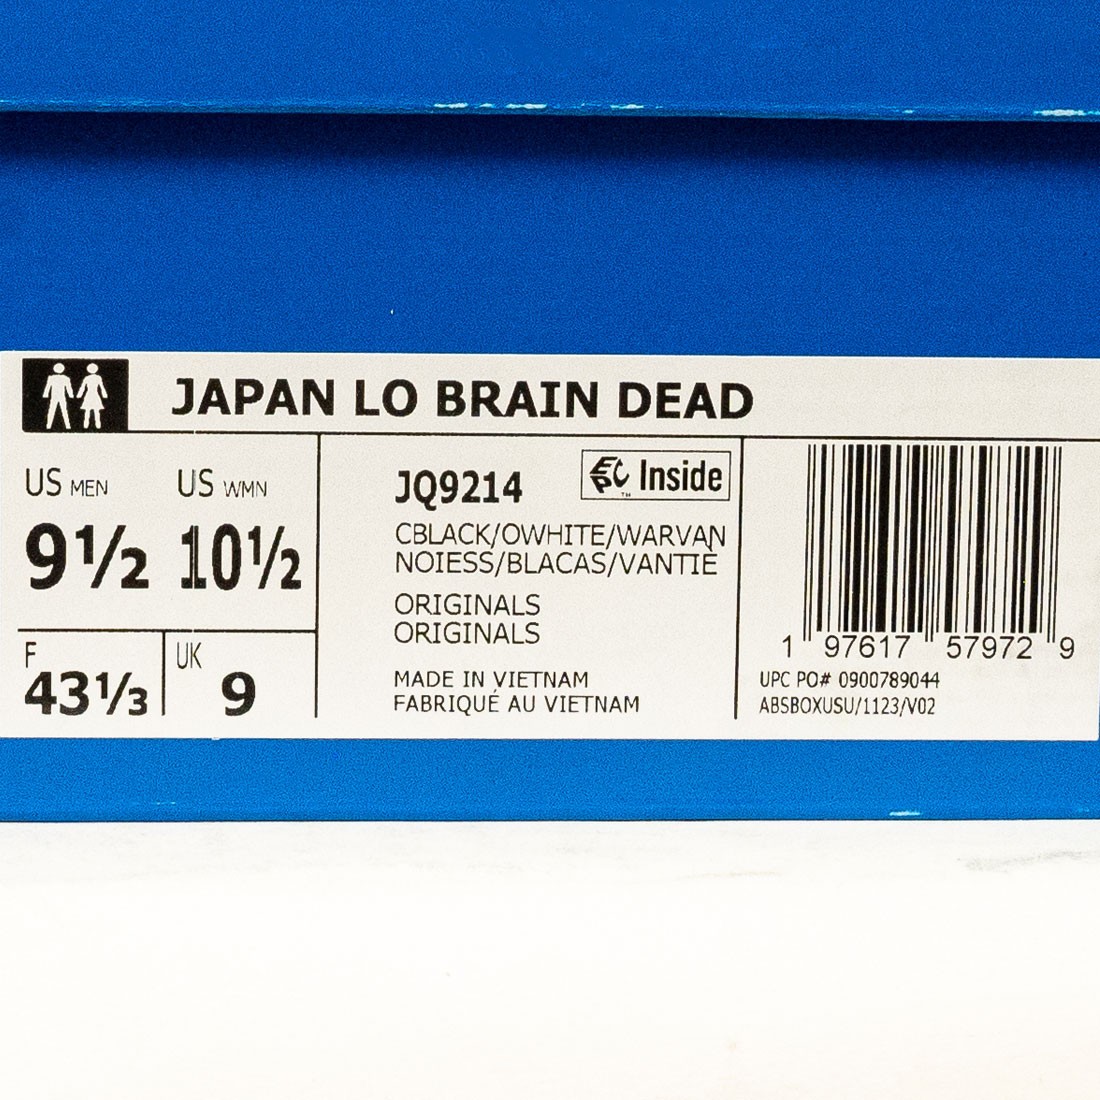 JAPAN LO BRAIN DEAD
US MEN
9½
US WMN
10½
F
43⅓
UK
9
JQ9214
EPC Inside
™
CBLACK/OWHITE/WARVAN
NOIESS/BLACAS/VANTIE
ORIGINALS
ORIGINALS
MADE IN VIETNAM
FABRIQUÉ AU VIETNAM
1 97617 57972 9
UPC PO# 0900789044
ABSBOXUSU/1123/V02